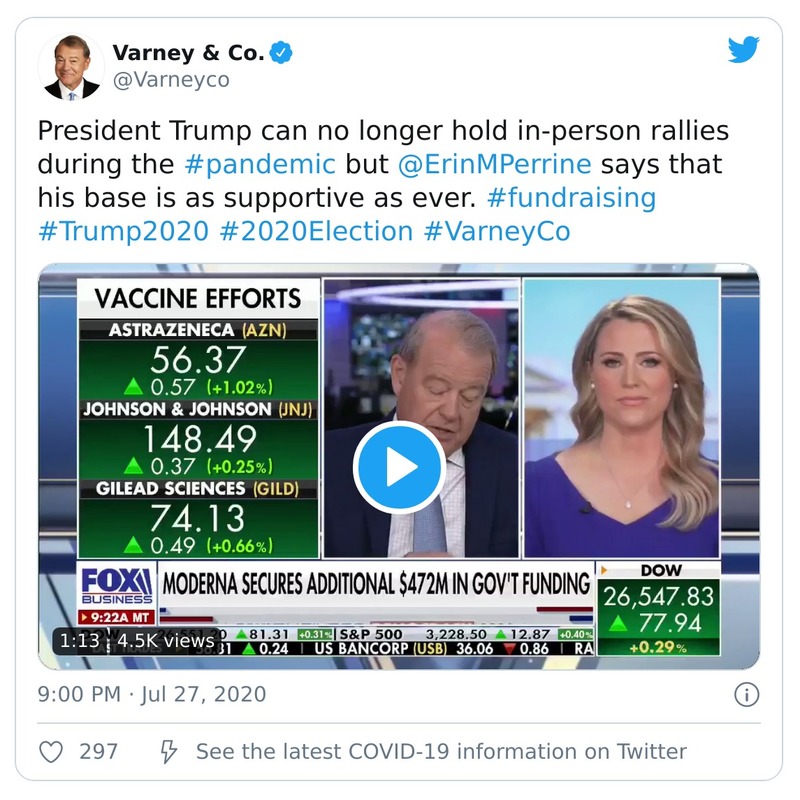 Varney & Co.
@Varneyco
President Trump can no longer hold in-person rallies
during the #pandemic but @ErinMPerrine says that
his base is as supportive as ever. #fundraising
#Trump2020 #2020Election #VarneyCo
VACCINE EFFORTS
ASTRAZENECA (AZN)
56.37
▲ 0.57 (+1.02%)
JOHNSON & JOHNSON (JNJ)
148.49
▲ 0.37 (+0.25%)
GILEAD SCIENCES (GILD)
74.13
▲ 0.49 (+0.66%)
FOX
BUSINESS
9:22A MT
MODERNA SECURES ADDITIONAL $472M IN GOV'T FUNDING
DOW
26,547.83
▲ 77.94
+0.29%
▲81.31 +0.31% S&P 500 3,228.50 ▲12.87 +0.40%
▲ 0.24 | US BANCORP (USB) 36.06 ▼0.86 | RA
1:13 4.5K views
9:00 PM · Jul 27, 2020
297
See the latest COVID-19 information on Twitter